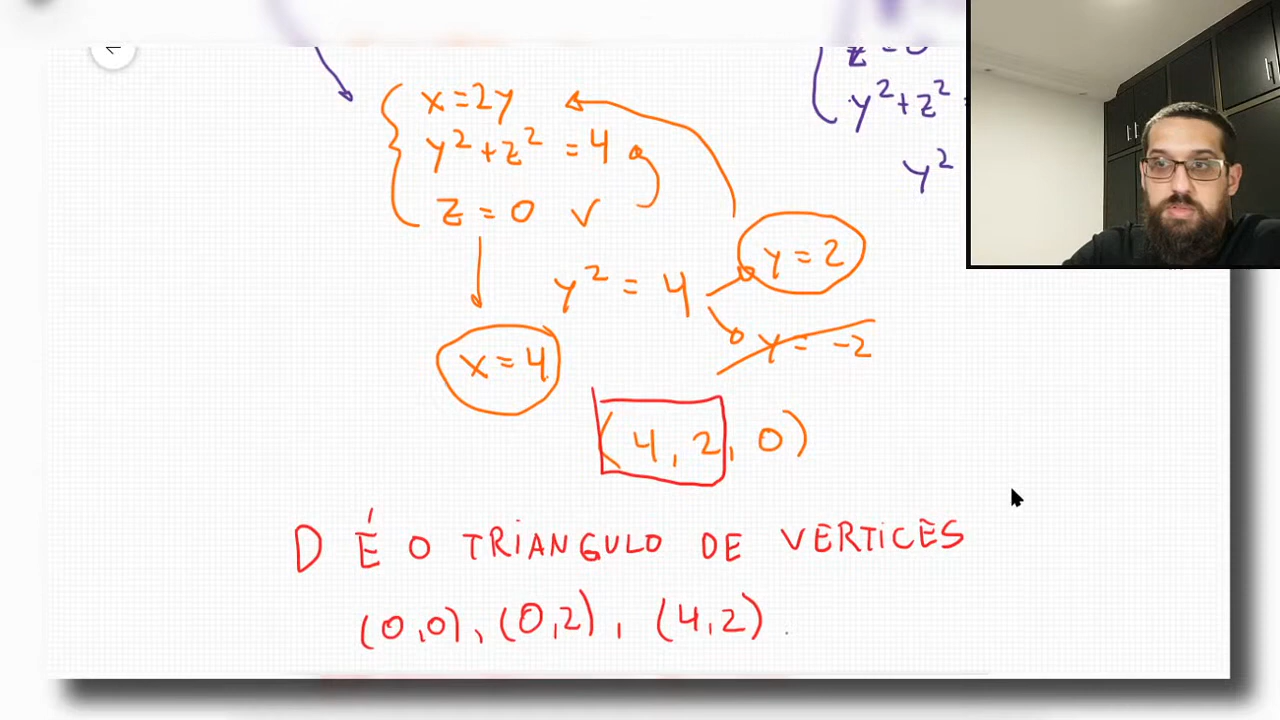 x = 2y
y² + z² = 4
z = 0 ✓
z = 0
y² + z² =
y²
y² = 4
y = 2
y = -2
x = 4
(4, 2, 0)
D É O TRIANGULO DE VERTICES
(0,0), (0,2), (4,2).